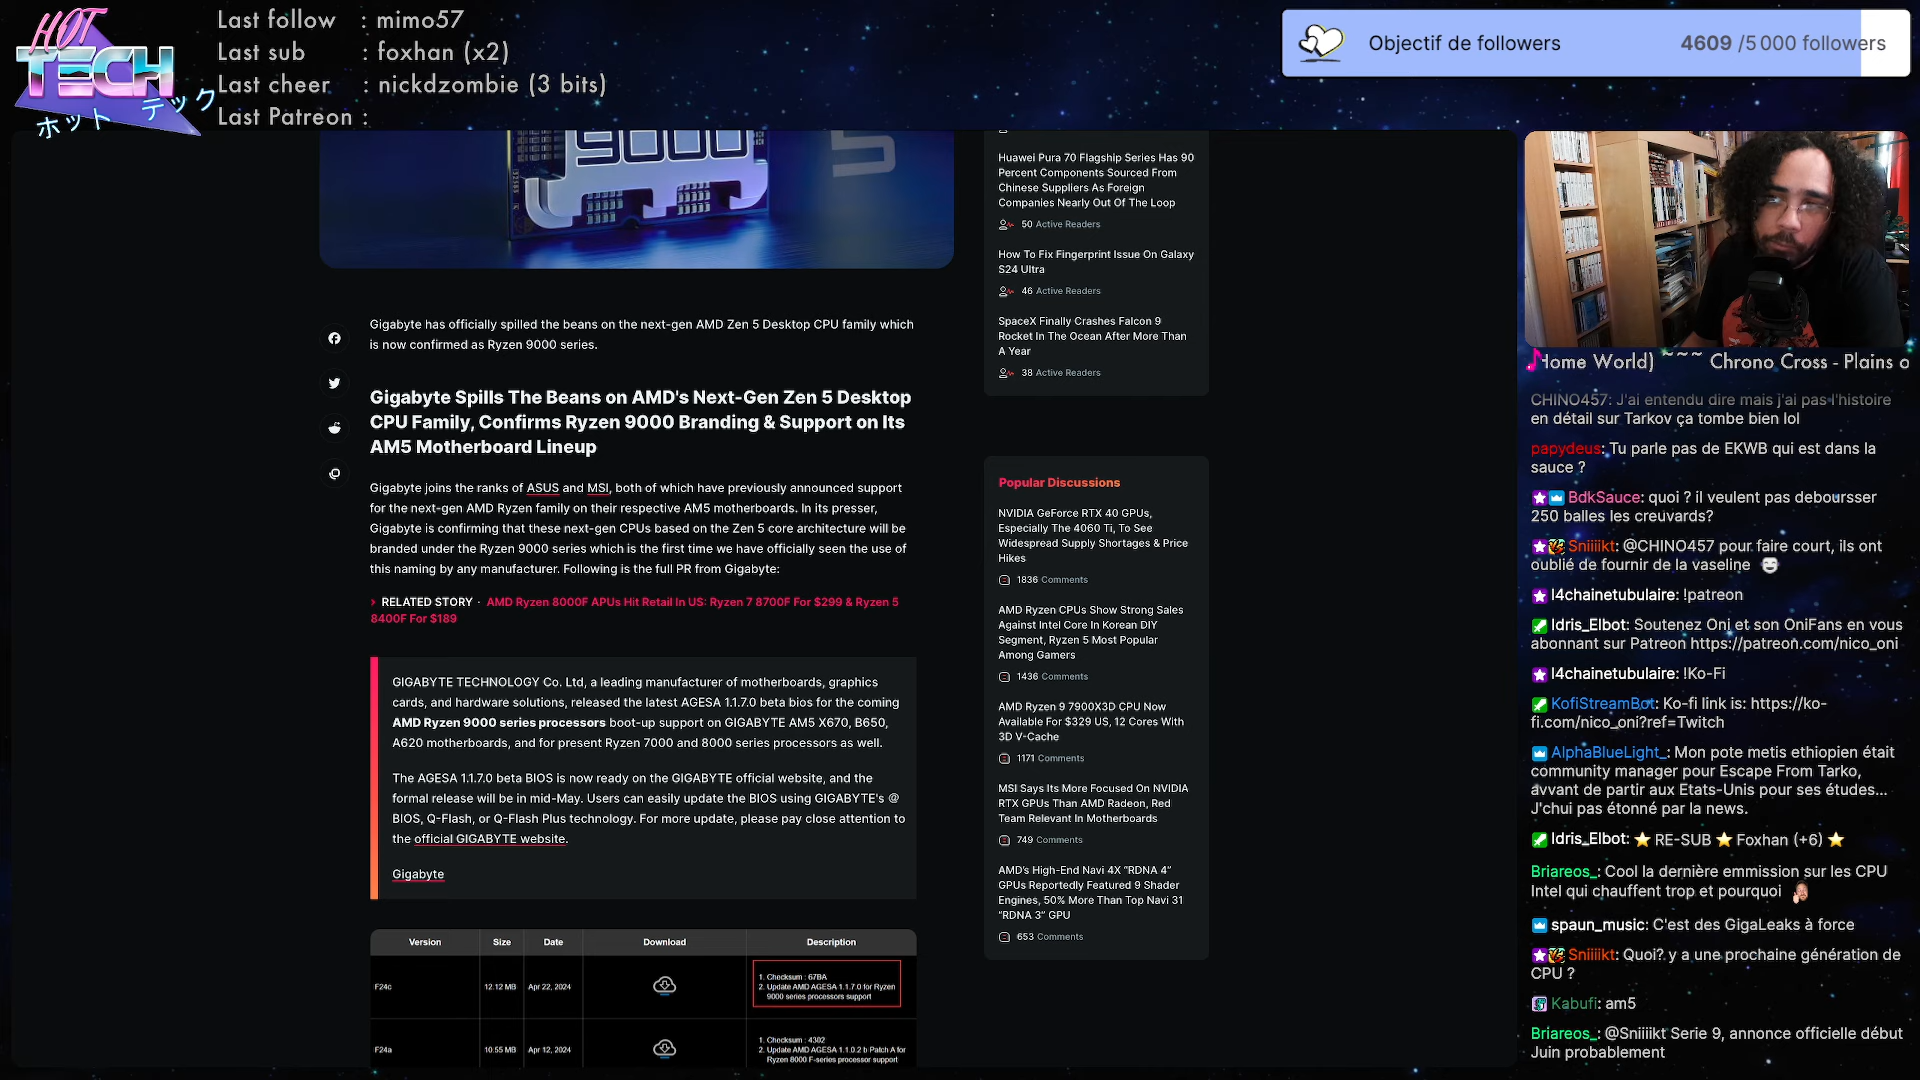 HOT
TECH
ホット テック
Last follow : mimo57
Last sub : foxhan (x2)
Last cheer : nickdzombie (3 bits)
Last Patreon :
Objectif de followers 4609 /5 000 followers
9000
5
Gigabyte has officially spilled the beans on the next-gen AMD Zen 5 Desktop CPU family which
is now confirmed as Ryzen 9000 series.
Gigabyte Spills The Beans on AMD's Next-Gen Zen 5 Desktop
CPU Family, Confirms Ryzen 9000 Branding & Support on Its
AM5 Motherboard Lineup
Gigabyte joins the ranks of ASUS and MSI, both of which have previously announced support
for the next-gen AMD Ryzen family on their respective AM5 motherboards. In its presser,
Gigabyte is confirming that these next-gen CPUs based on the Zen 5 core architecture will be
branded under the Ryzen 9000 series which is the first time we have officially seen the use of
this naming by any manufacturer. Following is the full PR from Gigabyte:
RELATED STORY · AMD Ryzen 8000F APUs Hit Retail In US: Ryzen 7 8700F For $299 & Ryzen 5
8400F For $189
GIGABYTE TECHNOLOGY Co. Ltd, a leading manufacturer of motherboards, graphics
cards, and hardware solutions, released the latest AGESA 1.1.7.0 beta bios for the coming
AMD Ryzen 9000 series processors boot-up support on GIGABYTE AM5 X670, B650,
A620 motherboards, and for present Ryzen 7000 and 8000 series processors as well.
The AGESA 1.1.7.0 beta BIOS is now ready on the GIGABYTE official website, and the
formal release will be in mid-May. Users can easily update the BIOS using GIGABYTE's @
BIOS, Q-Flash, or Q-Flash Plus technology. For more update, please pay close attention to
the official GIGABYTE website.
Gigabyte
Version Size Date Download Description
F24c 12.12 MB Apr 22, 2024
1. Checksum : 67BA
2. Update AMD AGESA 1.1.7.0 for Ryzen
9000 series processors support
F24a 10.55 MB Apr 12, 2024
1. Checksum : 4302
2. Update AMD AGESA 1.1.0.2 b Patch A for
Ryzen 8000 F-series processor support
Huawei Pura 70 Flagship Series Has 90
Percent Components Sourced From
Chinese Suppliers As Foreign
Companies Nearly Out Of The Loop
50 Active Readers
How To Fix Fingerprint Issue On Galaxy
S24 Ultra
46 Active Readers
SpaceX Finally Crashes Falcon 9
Rocket In The Ocean After More Than
A Year
38 Active Readers
Popular Discussions
NVIDIA GeForce RTX 40 GPUs,
Especially The 4060 Ti, To See
Widespread Supply Shortages & Price
Hikes
1836 Comments
AMD Ryzen CPUs Show Strong Sales
Against Intel Core In Korean DIY
Segment, Ryzen 5 Most Popular
Among Gamers
1436 Comments
AMD Ryzen 9 7900X3D CPU Now
Available For $329 US, 12 Cores With
3D V-Cache
1171 Comments
MSI Says Its More Focused On NVIDIA
RTX GPUs Than AMD Radeon, Red
Team Relevant In Motherboards
749 Comments
AMD's High-End Navi 4X "RDNA 4"
GPUs Reportedly Featured 9 Shader
Engines, 50% More Than Top Navi 31
"RDNA 3" GPU
653 Comments
Home World) ~~~ Chrono Cross - Plains o
CHINO457: J'ai entendu dire mais j'ai pas l'histoire
en détail sur Tarkov ça tombe bien lol
papydeus: Tu parle pas de EKWB qui est dans la
sauce ?
BdkSauce: quoi ? il veulent pas deboursser
250 balles les creuvards?
Sniiiikt: @CHINO457 pour faire court, ils ont
oublié de fournir de la vaseline
l4chainetubulaire: !patreon
Idris_Elbot: Soutenez Oni et son OniFans en vous
abonnant sur Patreon https://patreon.com/nico_oni
l4chainetubulaire: !Ko-Fi
KofiStreamBot: Ko-fi link is: https://ko-
fi.com/nico_oni?ref=Twitch
AlphaBlueLight_: Mon pote metis ethiopien était
community manager pour Escape From Tarko,
avvant de partir aux Etats-Unis pour ses études...
J'chui pas étonné par la news.
Idris_Elbot: ⭐ RE-SUB ⭐ Foxhan (+6) ⭐
Briareos_: Cool la dernière emmission sur les CPU
Intel qui chauffent trop et pourquoi
spaun_music: C'est des GigaLeaks à force
Sniiiikt: Quoi? y a une prochaine génération de
CPU ?
Kabufi: am5
Briareos_: @Sniiiikt Serie 9, annonce officielle début
Juin probablement